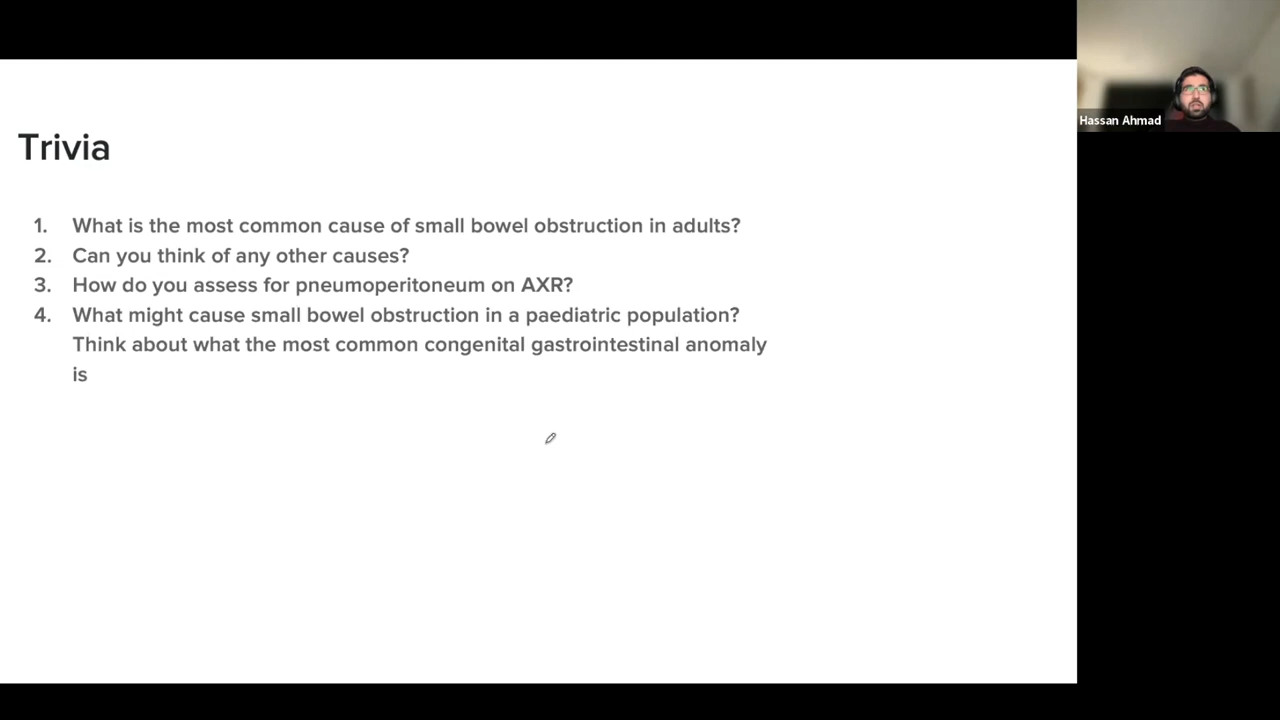 Trivia
1. What is the most common cause of small bowel obstruction in adults?
2. Can you think of any other causes?
3. How do you assess for pneumoperitoneum on AXR?
4. What might cause small bowel obstruction in a paediatric population?
Think about what the most common congenital gastrointestinal anomaly
is
Hassan Ahmad